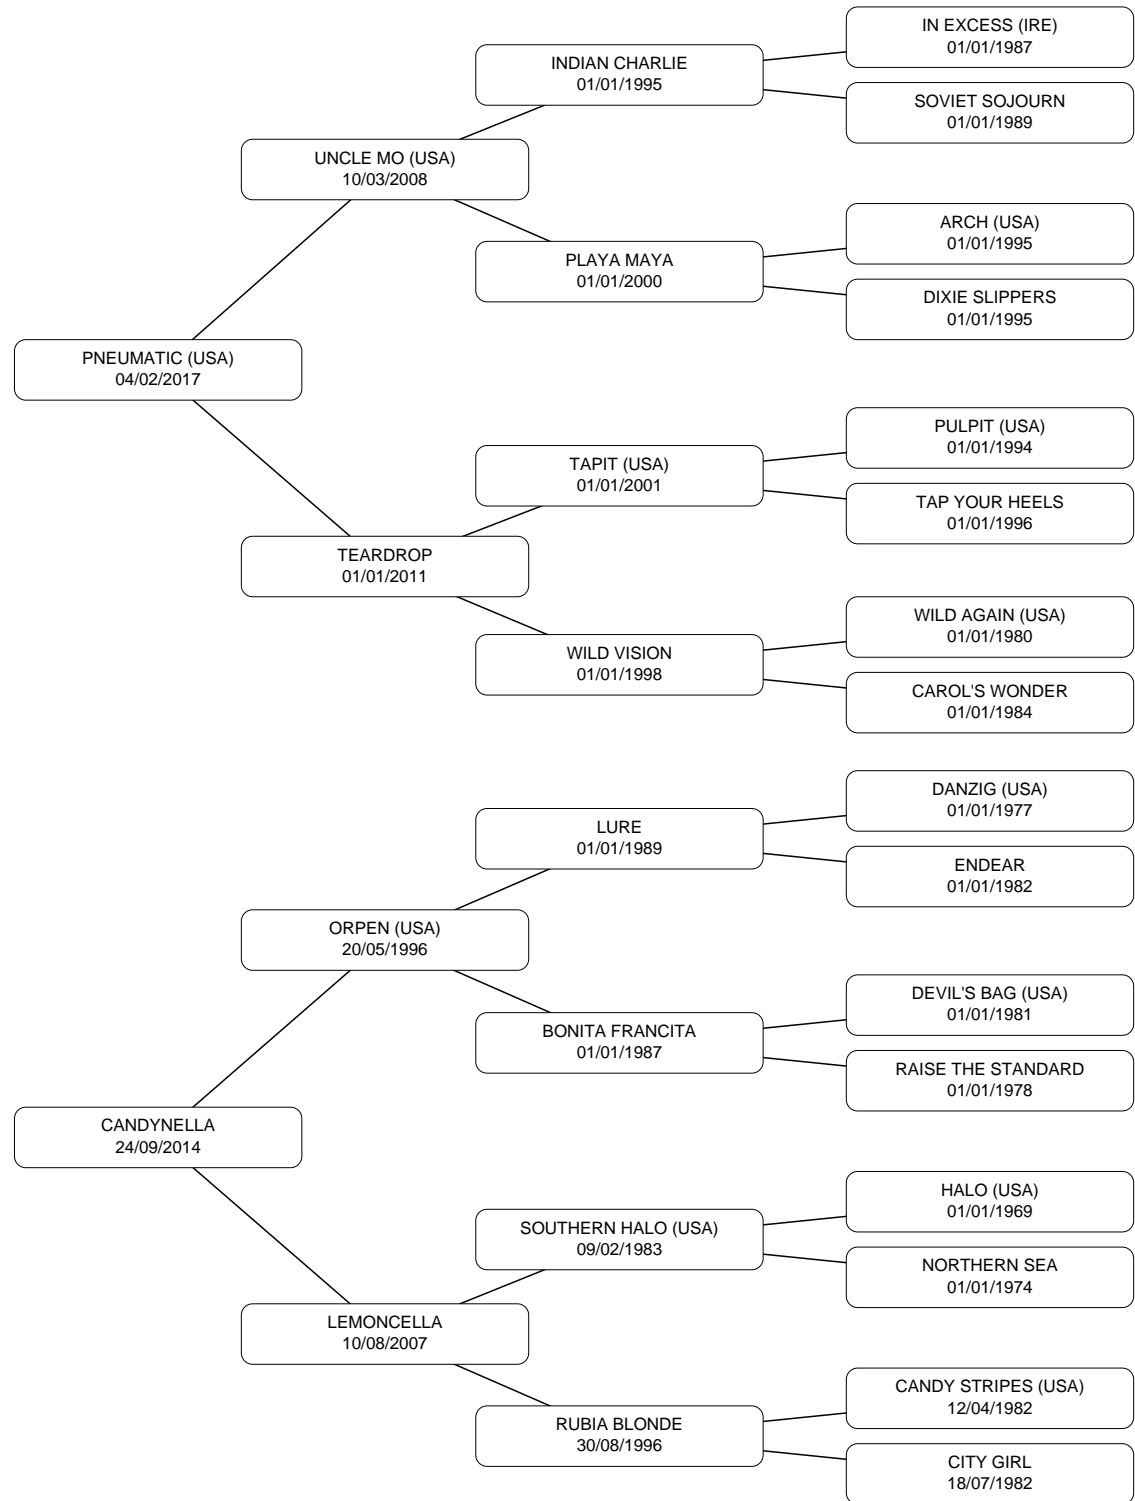 IN EXCESS (IRE)
01/01/1987
INDIAN CHARLIE
01/01/1995
SOVIET SOJOURN
01/01/1989
UNCLE MO (USA)
10/03/2008
ARCH (USA)
01/01/1995
PLAYA MAYA
01/01/2000
DIXIE SLIPPERS
01/01/1995
PNEUMATIC (USA)
04/02/2017
PULPIT (USA)
01/01/1994
TAPIT (USA)
01/01/2001
TAP YOUR HEELS
01/01/1996
TEARDROP
01/01/2011
WILD AGAIN (USA)
01/01/1980
WILD VISION
01/01/1998
CAROL'S WONDER
01/01/1984
DANZIG (USA)
01/01/1977
LURE
01/01/1989
ENDEAR
01/01/1982
ORPEN (USA)
20/05/1996
DEVIL'S BAG (USA)
01/01/1981
BONITA FRANCITA
01/01/1987
RAISE THE STANDARD
01/01/1978
CANDYNELLA
24/09/2014
HALO (USA)
01/01/1969
SOUTHERN HALO (USA)
09/02/1983
NORTHERN SEA
01/01/1974
LEMONCELLA
10/08/2007
CANDY STRIPES (USA)
12/04/1982
RUBIA BLONDE
30/08/1996
CITY GIRL
18/07/1982